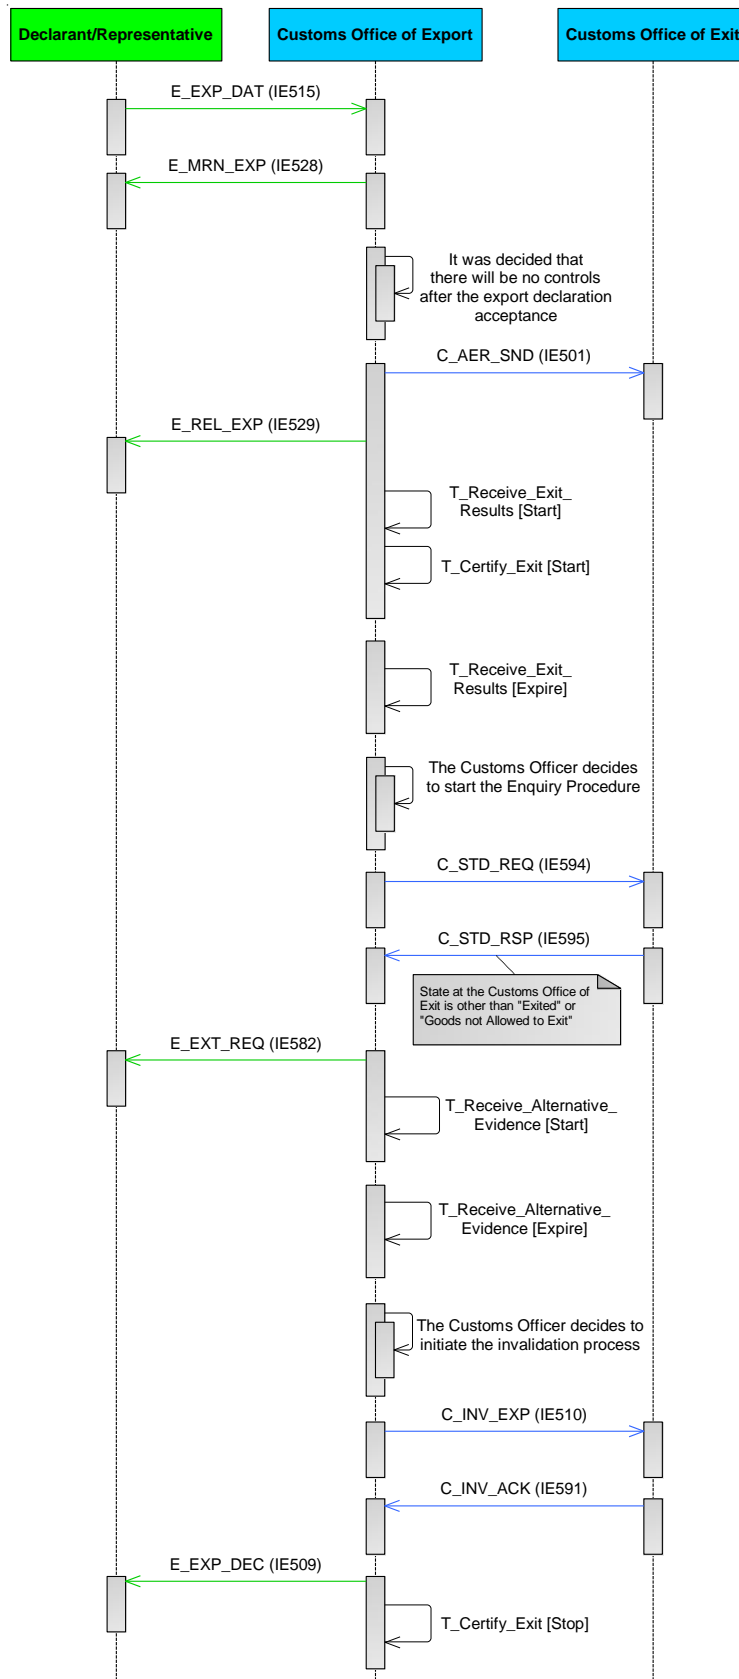 Declarant/Representative
Customs Office of Export
Customs Office of Exit
E_EXP_DAT (IE515)
E_MRN_EXP (IE528)
It was decided that
there will be no controls
after the export declaration
acceptance
C_AER_SND (IE501)
E_REL_EXP (IE529)
T_Receive_Exit_
Results [Start]
T_Certify_Exit [Start]
T_Receive_Exit_
Results [Expire]
The Customs Officer decides
to start the Enquiry Procedure
C_STD_REQ (IE594)
C_STD_RSP (IE595)
State at the Customs Office of
Exit is other than "Exited" or
"Goods not Allowed to Exit"
E_EXT_REQ (IE582)
T_Receive_Alternative_
Evidence [Start]
T_Receive_Alternative_
Evidence [Expire]
The Customs Officer decides to
initiate the invalidation process
C_INV_EXP (IE510)
C_INV_ACK (IE591)
E_EXP_DEC (IE509)
T_Certify_Exit [Stop]